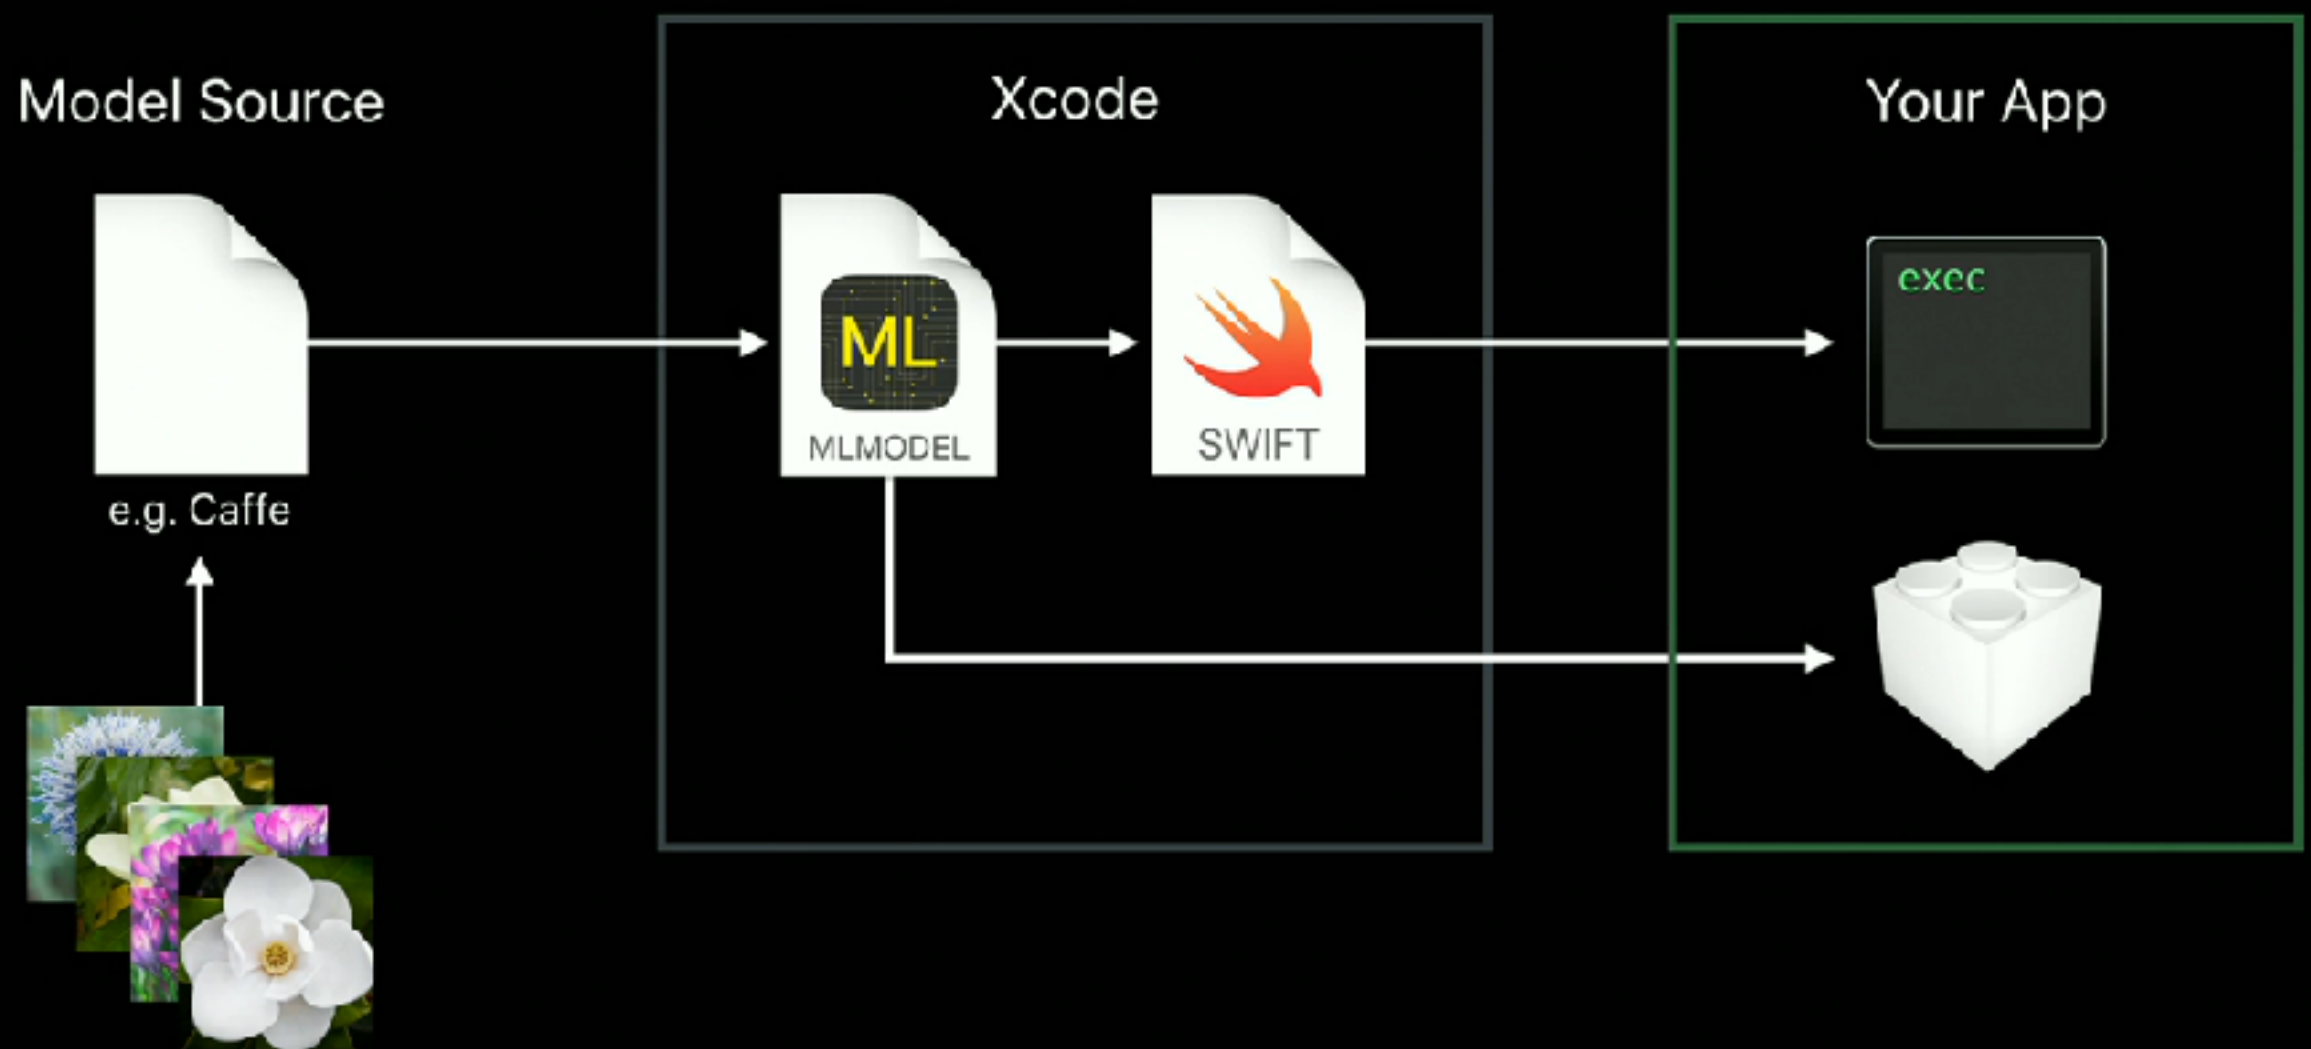 Model Source
Xcode
Your App
ML
MLMODEL
SWIFT
exec
e.g. Caffe